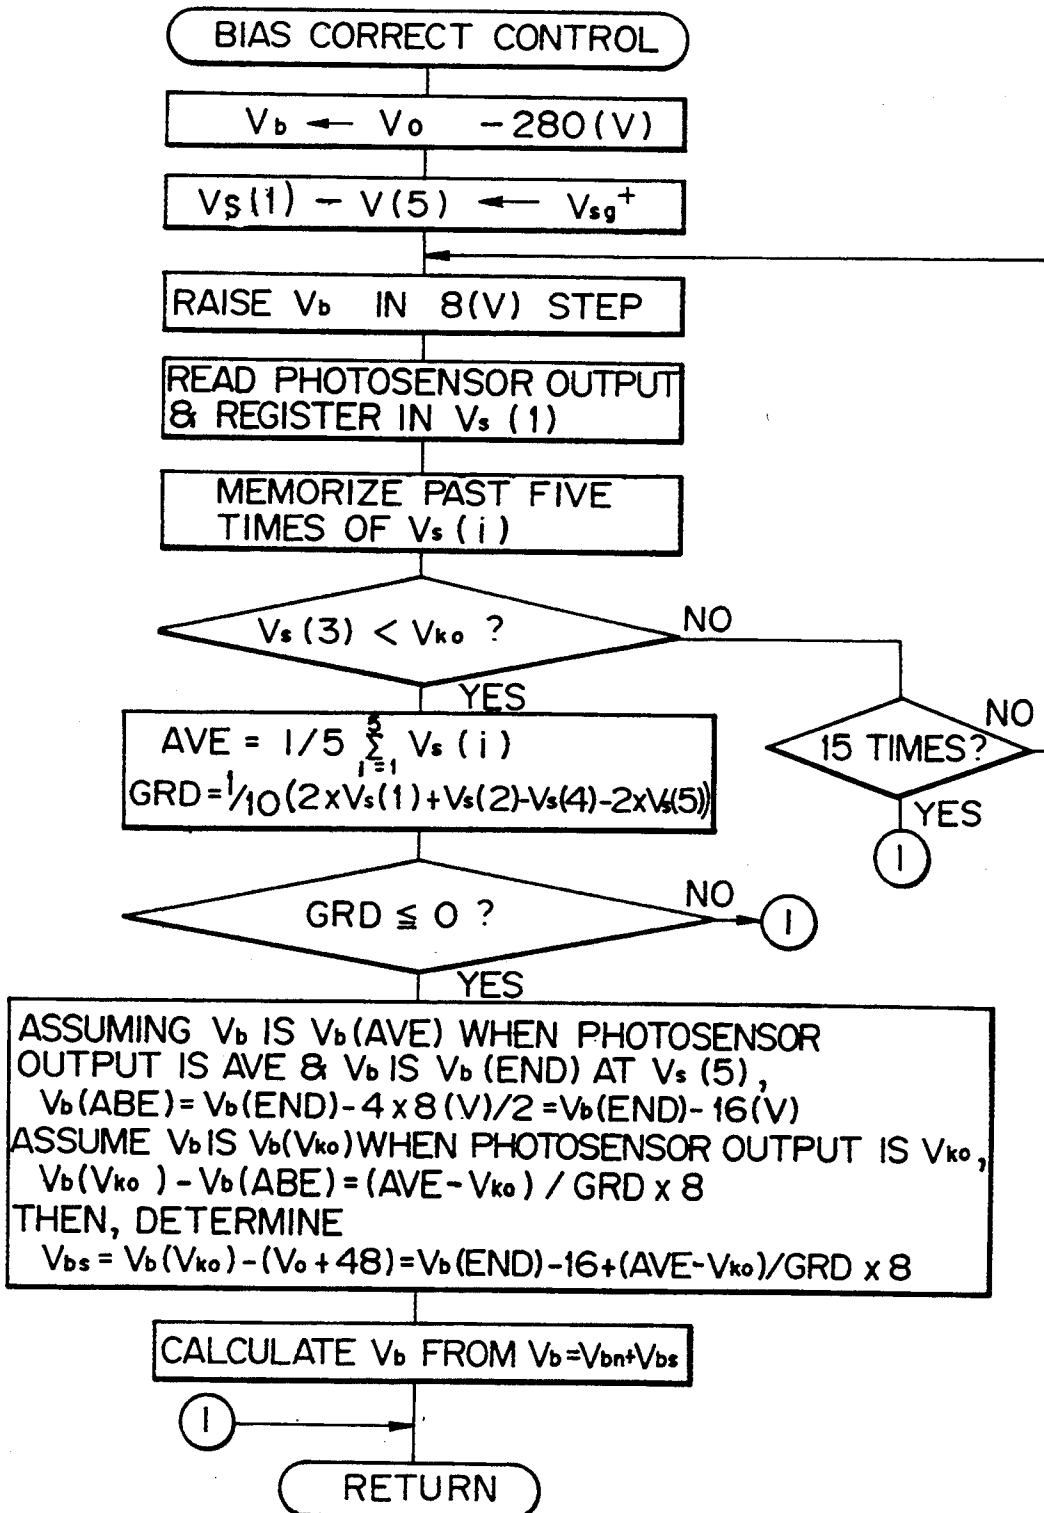 BIAS CORRECT CONTROL
Vb ← Vo -280(V)
VS(1) - V(5) ← Vsg+
RAISE Vb IN 8(V) STEP
READ PHOTOSENSOR OUTPUT
& REGISTER IN Vs (1)
MEMORIZE PAST FIVE
TIMES OF Vs (i)
Vs (3) < Vko ?
NO
YES
15 TIMES?
NO
YES
1
AVE = 1/5 5Σi=1 Vs (i)
GRD=1/10(2xVs(1)+Vs(2)-Vs(4)-2xVs(5))
GRD ≦ 0 ?
NO
1
YES
ASSUMING Vb IS Vb(AVE) WHEN PHOTOSENSOR
OUTPUT IS AVE & Vb IS Vb (END) AT Vs (5),
Vb(ABE)= Vb(END)-4x8(V)/2=Vb(END)-16(V)
ASSUME Vb IS Vb(Vko) WHEN PHOTOSENSOR OUTPUT IS Vko,
Vb(Vko )-Vb(ABE)=(AVE-Vko) / GRD x 8
THEN, DETERMINE
Vbs = Vb(Vko)-(Vo+48)=Vb(END)-16+(AVE-Vko)/GRD x 8
CALCULATE Vb FROM Vb=Vbn+Vbs
1
RETURN